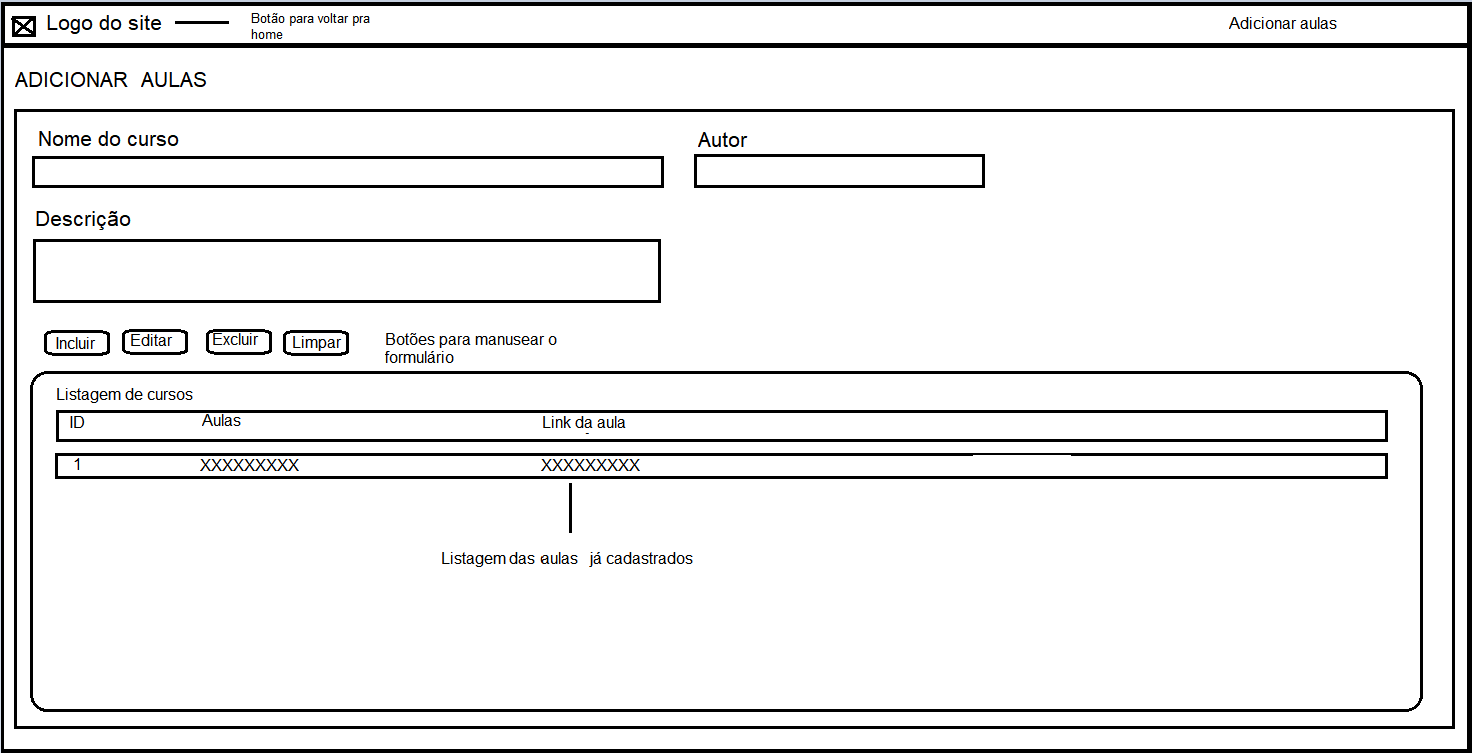 Logo do site
Botão para voltar pra
home
Adicionar aulas
ADICIONAR AULAS
Nome do curso
Autor
Descrição
Incluir
Editar
Excluir
Limpar
Botões para manusear o
formulário
Listagem de cursos
ID Aulas Link da aula
1 XXXXXXXXX XXXXXXXXX
Listagem das aulas já cadastrados